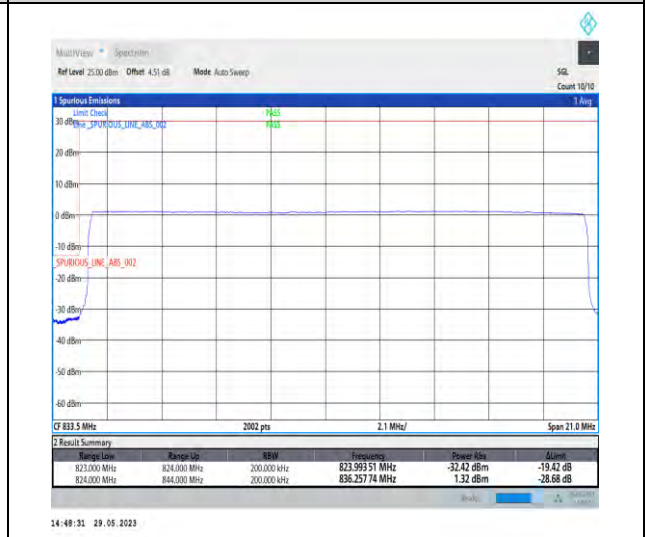 MultiView Spectrum
Ref Level 25.00 dBm Offset 4.51 dB Mode Auto Sweep SGL
Count 10/10
1 Spurious Emissions 1 Avg
Limit Check PASS
30 dBm Line _SPURIOUS_LINE_ABS_002 PASS
20 dBm
10 dBm
0 dBm
-10 dBm
_SPURIOUS_LINE_ABS_002
-20 dBm
-30 dBm
-40 dBm
-50 dBm
-60 dBm
CF 833.5 MHz 2002 pts 2.1 MHz/ Span 21.0 MHz
2 Result Summary
Range Low Range Up RBW Frequency Power Abs ΔLimit
823.000 MHz 824.000 MHz 200.000 kHz 823.99351 MHz -32.42 dBm -19.42 dB
824.000 MHz 844.000 MHz 200.000 kHz 836.25774 MHz 1.32 dBm -28.68 dB
Ready
14:48:31 29.05.2023